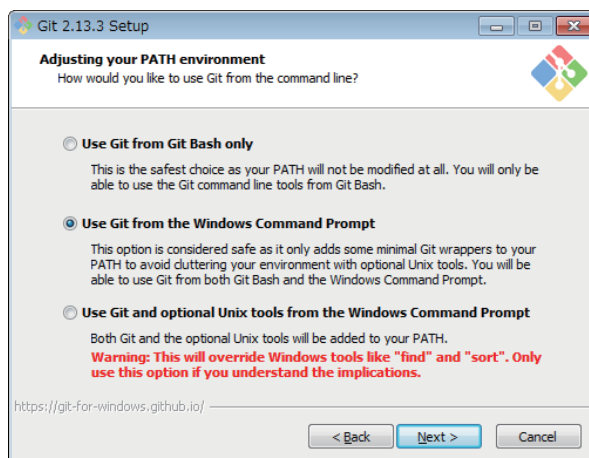 Git 2.13.3 Setup
Adjusting your PATH environment
How would you like to use Git from the command line?
Use Git from Git Bash only
This is the safest choice as your PATH will not be modified at all. You will only be
able to use the Git command line tools from Git Bash.
Use Git from the Windows Command Prompt
This option is considered safe as it only adds some minimal Git wrappers to your
PATH to avoid cluttering your environment with optional Unix tools. You will be
able to use Git from both Git Bash and the Windows Command Prompt.
Use Git and optional Unix tools from the Windows Command Prompt
Both Git and the optional Unix tools will be added to your PATH.
Warning: This will override Windows tools like "find" and "sort". Only
use this option if you understand the implications.
https://git-for-windows.github.io/
< Back Next > Cancel